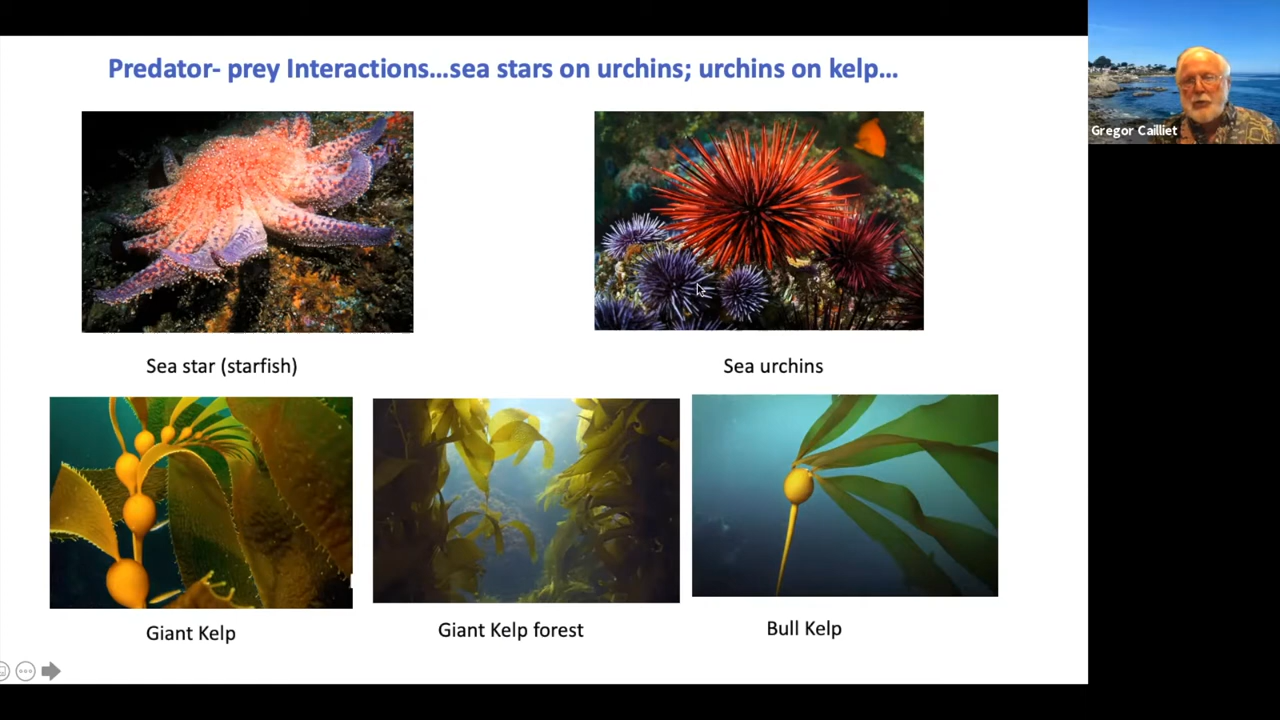 Predator- prey Interactions…sea stars on urchins; urchins on kelp…
Gregor Cailliet
Sea star (starfish)
Sea urchins
Giant Kelp
Giant Kelp forest
Bull Kelp